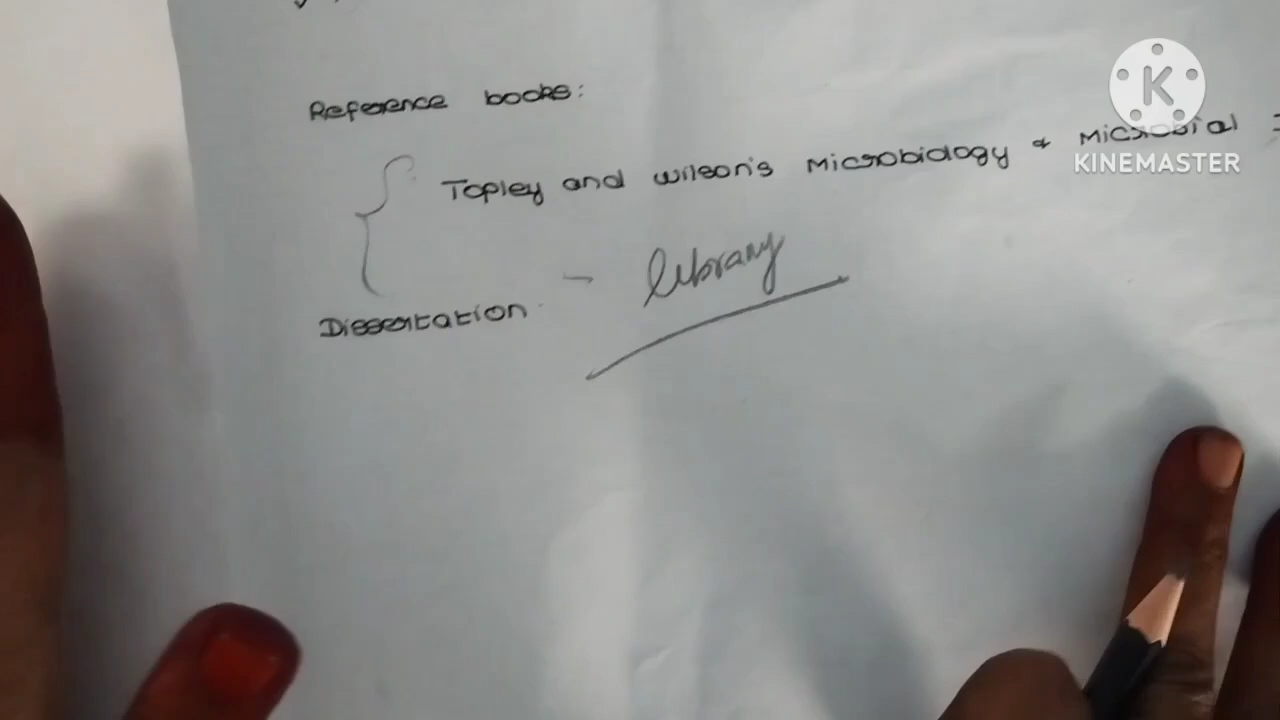 Reference books:
Topley and Wilson's Microbiology & Microbial
Dissertation - library
K
KINEMASTER